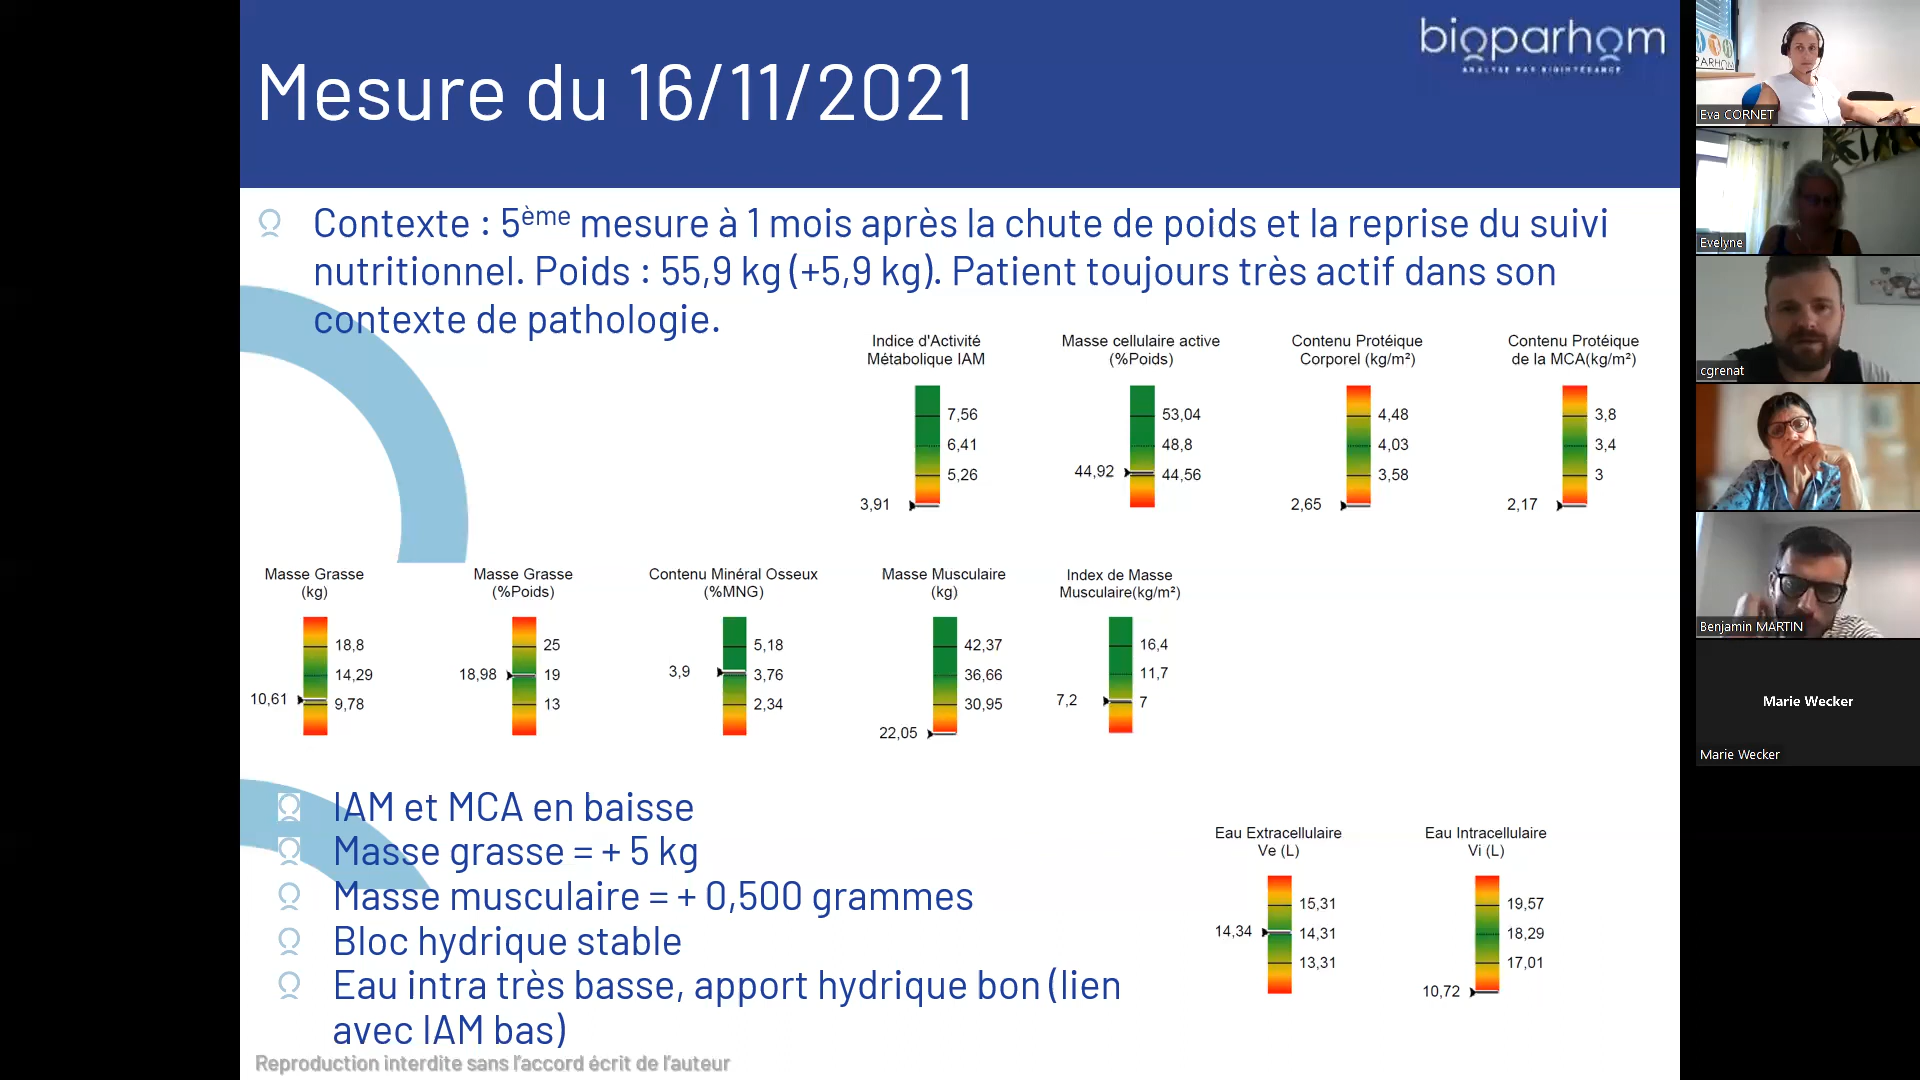 bioparhom
ANALYSE PAR BIOIMPÉDANCE
Mesure du 16/11/2021
Contexte : 5ème mesure à 1 mois après la chute de poids et la reprise du suivi
nutritionnel. Poids : 55,9 kg (+5,9 kg). Patient toujours très actif dans son
contexte de pathologie.
Indice d'Activité
Métabolique IAM
7,56
6,41
5,26
3,91
Masse cellulaire active
(%Poids)
53,04
48,8
44,92
44,56
Contenu Protéique
Corporel (kg/m²)
4,48
4,03
3,58
2,65
Contenu Protéique
de la MCA(kg/m²)
3,8
3,4
3
2,17
Masse Grasse
(kg)
18,8
14,29
10,61
9,78
Masse Grasse
(%Poids)
25
18,98
19
13
Contenu Minéral Osseux
(%MNG)
5,18
3,9
3,76
2,34
Masse Musculaire
(kg)
42,37
36,66
30,95
22,05
Index de Masse
Musculaire(kg/m²)
16,4
11,7
7,2
7
IAM et MCA en baisse
Masse grasse = + 5 kg
Masse musculaire = + 0,500 grammes
Bloc hydrique stable
Eau intra très basse, apport hydrique bon (lien
avec IAM bas)
Eau Extracellulaire
Ve (L)
15,31
14,34
14,31
13,31
Eau Intracellulaire
Vi (L)
19,57
18,29
17,01
10,72
Reproduction interdite sans l'accord écrit de l'auteur
PARHOM
Eva CORNET
Evelyne
cgrenat
Benjamin MARTIN
Marie Wecker
Marie Wecker